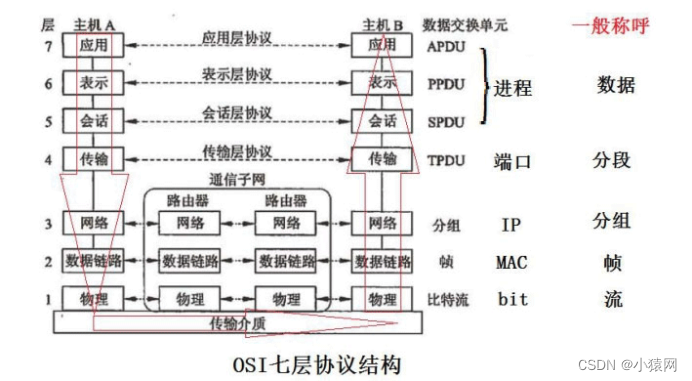 层 主机 A 主机 B 数据交换单元 一般称呼
7 应用 应用层协议 应用 APDU
6 表示 表示层协议 表示 PPDU 进程 数据
5 会话 会话层协议 会话 SPDU
4 传输 传输层协议 传输 TPDU 端口 分段
通信子网
路由器 路由器
3 网络 网络 网络 网络 分组 IP 分组
2 数据链路 数据链路 数据链路 数据链路 帧 MAC 帧
1 物理 物理 物理 物理 比特流 bit 流
传输介质
OSI七层协议结构
CSDN @小猿网